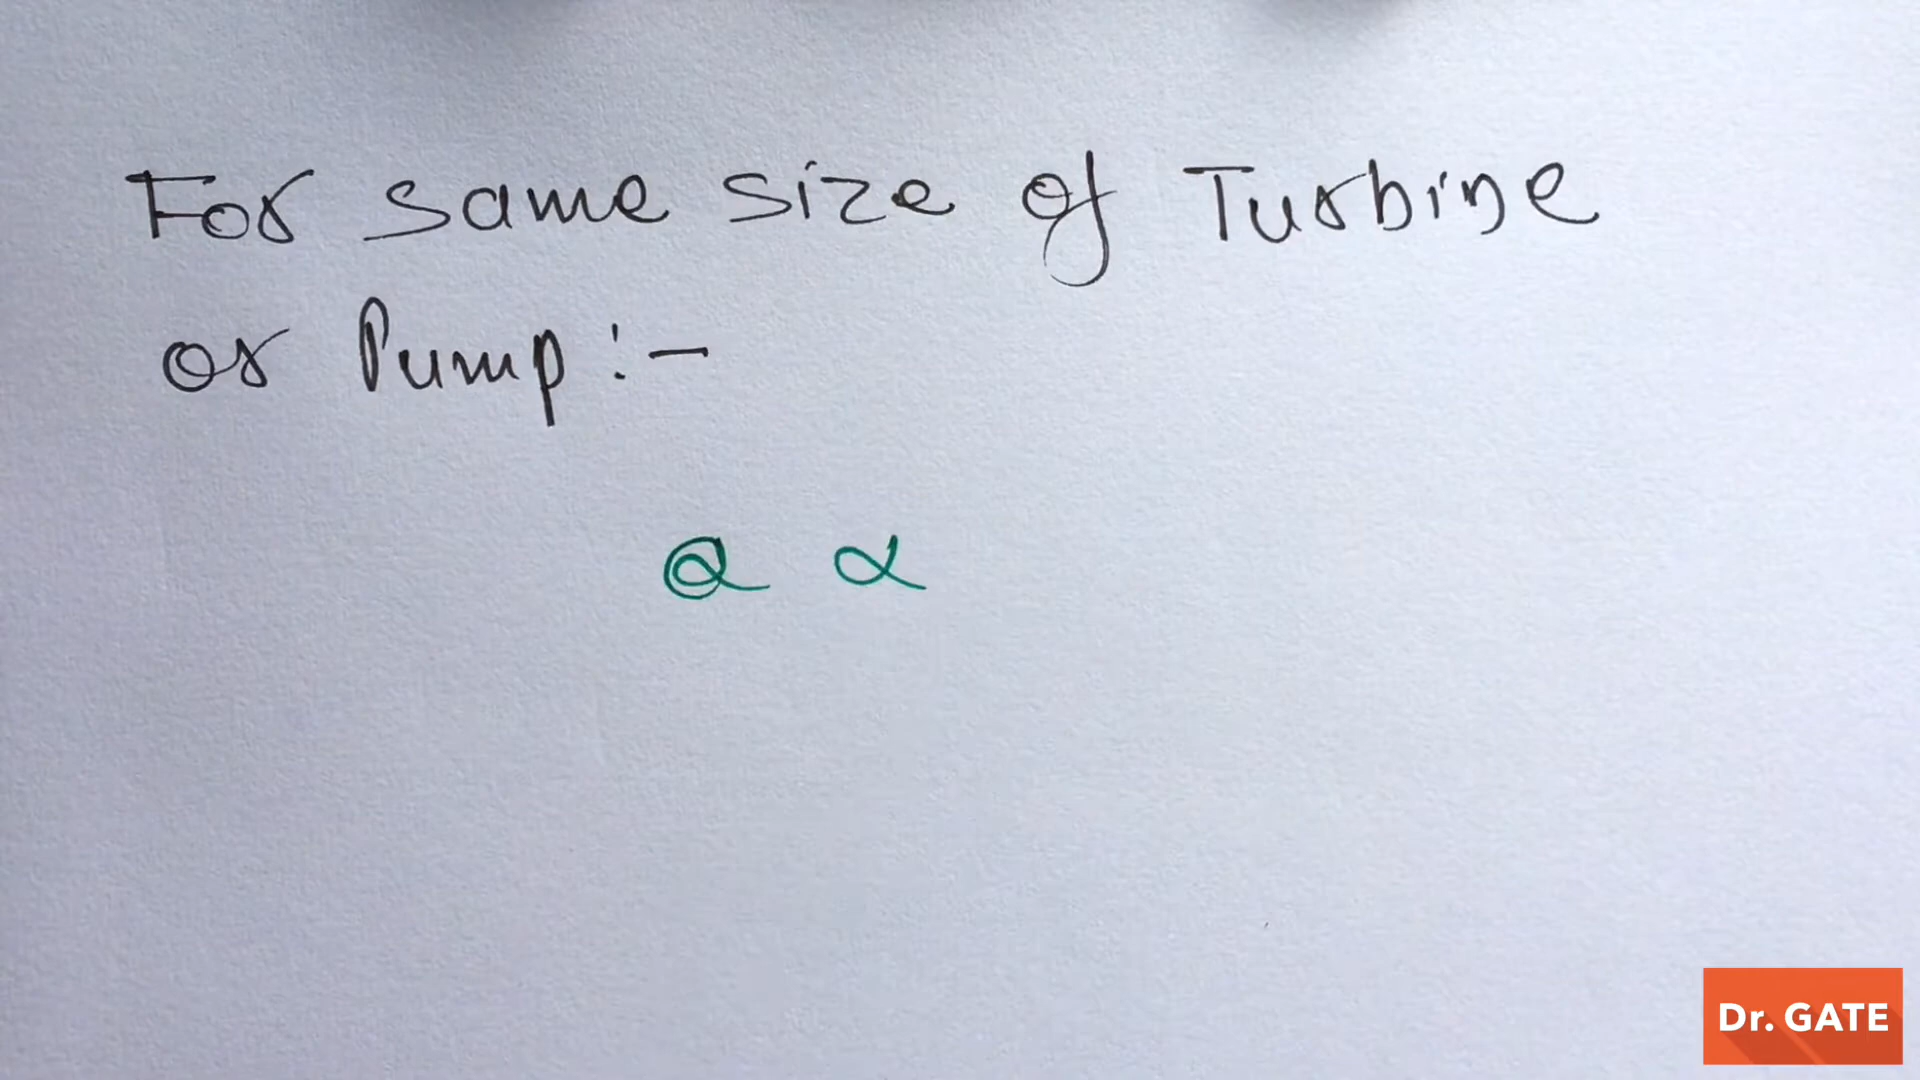 For same size of Turbine
or Pump :-
Q ∝
Dr. GATE